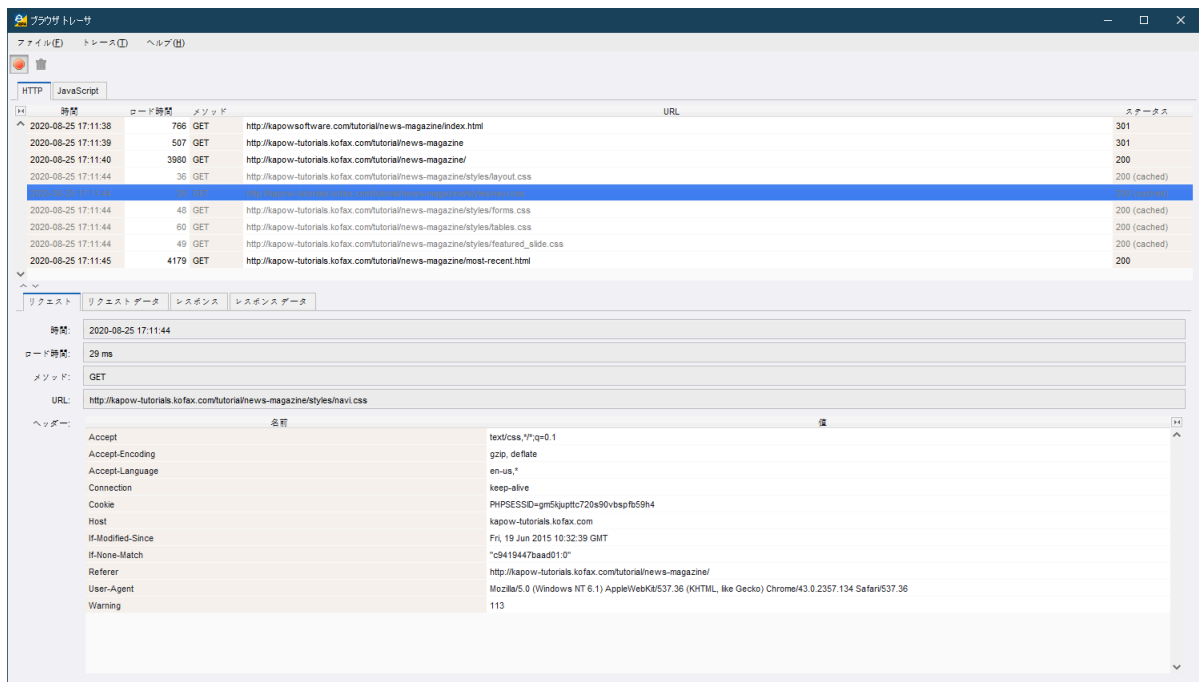 ブラウザ トレーサ
ファイル(F) トレース(T) ヘルプ(H)
HTTP JavaScript
時間 ロード時間 メソッド URL ステータス
2020-08-25 17:11:38 766 GET http://kapowsoftware.com/tutorial/news-magazine/index.html 301
2020-08-25 17:11:39 507 GET http://kapow-tutorials.kofax.com/tutorial/news-magazine 301
2020-08-25 17:11:40 3980 GET http://kapow-tutorials.kofax.com/tutorial/news-magazine/ 200
2020-08-25 17:11:44 36 GET http://kapow-tutorials.kofax.com/tutorial/news-magazine/styles/layout.css 200 (cached)
2020-08-25 17:11:44 48 GET http://kapow-tutorials.kofax.com/tutorial/news-magazine/styles/forms.css 200 (cached)
2020-08-25 17:11:44 60 GET http://kapow-tutorials.kofax.com/tutorial/news-magazine/styles/tables.css 200 (cached)
2020-08-25 17:11:44 49 GET http://kapow-tutorials.kofax.com/tutorial/news-magazine/styles/featured_slide.css 200 (cached)
2020-08-25 17:11:45 4179 GET http://kapow-tutorials.kofax.com/tutorial/news-magazine/most-recent.html 200
リクエスト リクエスト データ レスポンス レスポンス データ
時間: 2020-08-25 17:11:44
ロード時間: 29 ms
メソッド: GET
URL: http://kapow-tutorials.kofax.com/tutorial/news-magazine/styles/navi.css
ヘッダー: 名前 値
Accept text/css,*/*;q=0.1
Accept-Encoding gzip, deflate
Accept-Language en-us,*
Connection keep-alive
Cookie PHPSESSID=gm5kjupttc720s90vbspfb59h4
Host kapow-tutorials.kofax.com
If-Modified-Since Fri, 19 Jun 2015 10:32:39 GMT
If-None-Match "c9419447baad01:0"
Referer http://kapow-tutorials.kofax.com/tutorial/news-magazine/
User-Agent Mozilla/5.0 (Windows NT 6.1) AppleWebKit/537.36 (KHTML, like Gecko) Chrome/43.0.2357.134 Safari/537.36
Warning 113